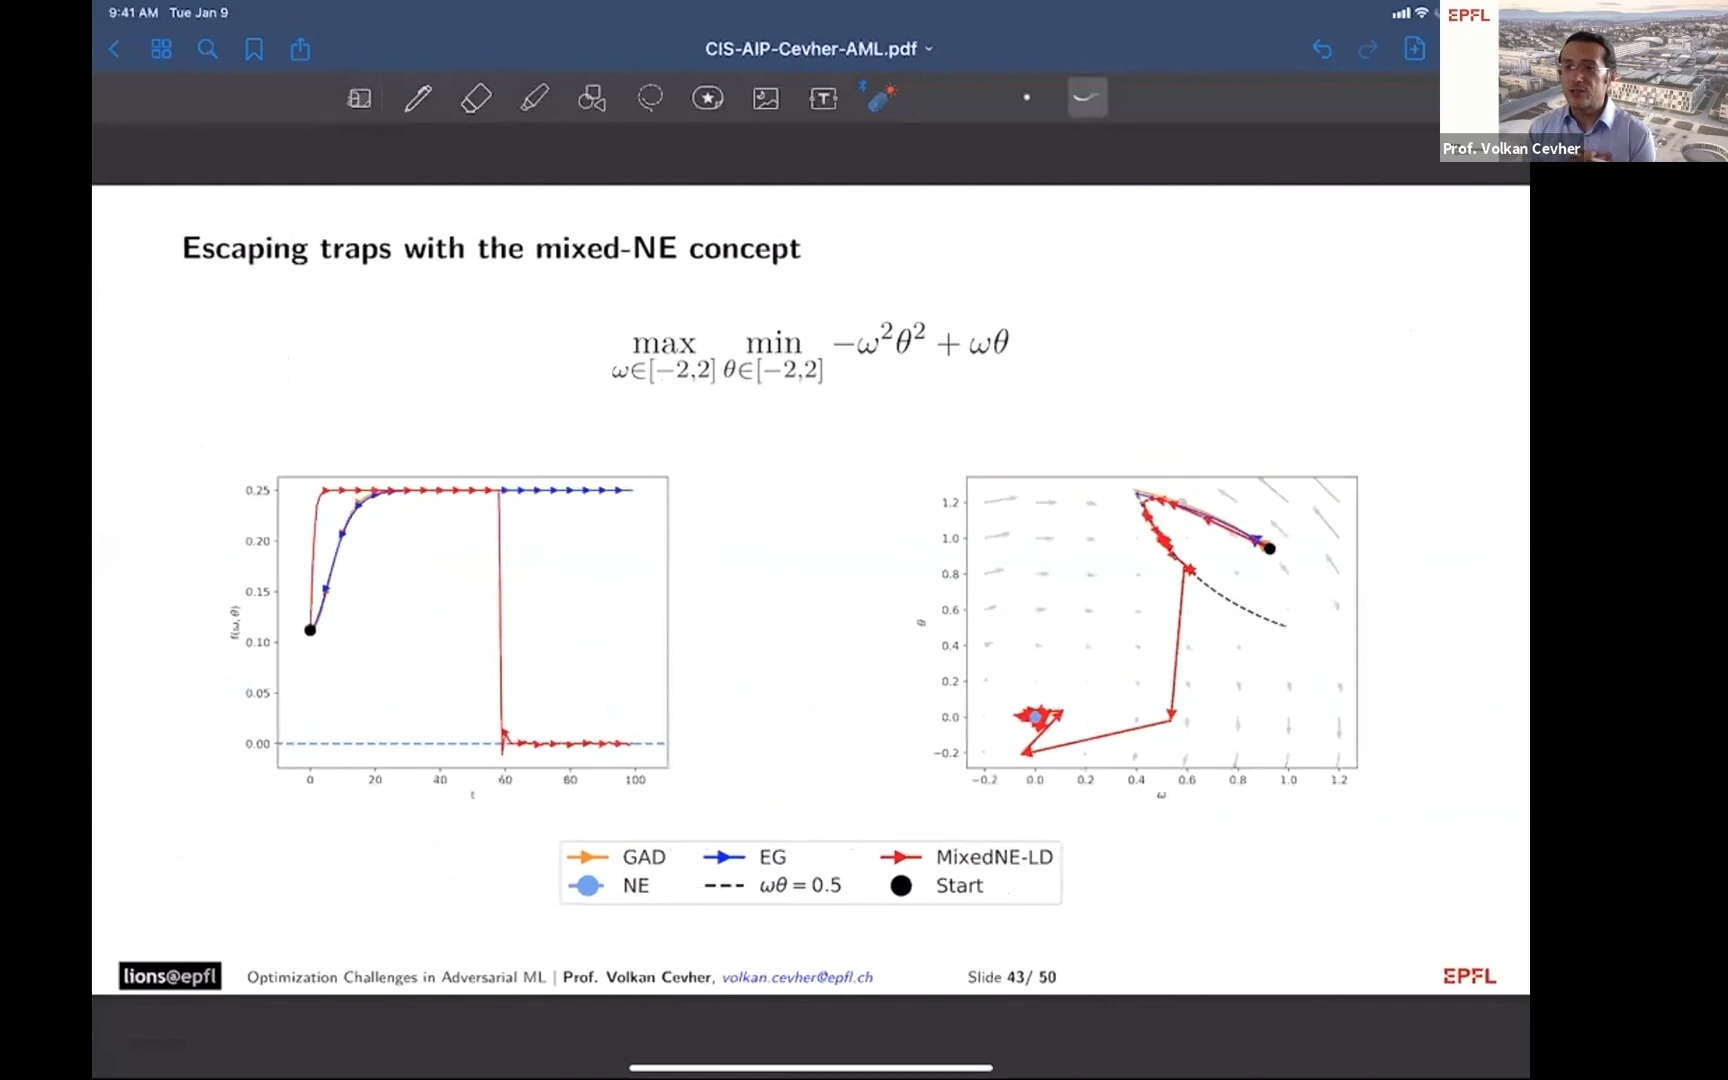 9:41 AM Tue Jan 9
CIS-AIP-Cevher-AML.pdf
EPFL
Prof. Volkan Cevher
Escaping traps with the mixed-NE concept
max min −ω²θ² + ωθ
ω∈[−2,2] θ∈[−2,2]
0.25
0.20
0.15
0.10
0.05
0.00
f(ω, θ)
0 20 40 60 80 100
t
1.2
1.0
0.8
0.6
0.4
0.2
0.0
−0.2
θ
−0.2 0.0 0.2 0.4 0.6 0.8 1.0 1.2
ω
GAD EG MixedNE-LD
NE ωθ = 0.5 Start
lions@epfl Optimization Challenges in Adversarial ML | Prof. Volkan Cevher, volkan.cevher@epfl.ch Slide 43/ 50 EPFL